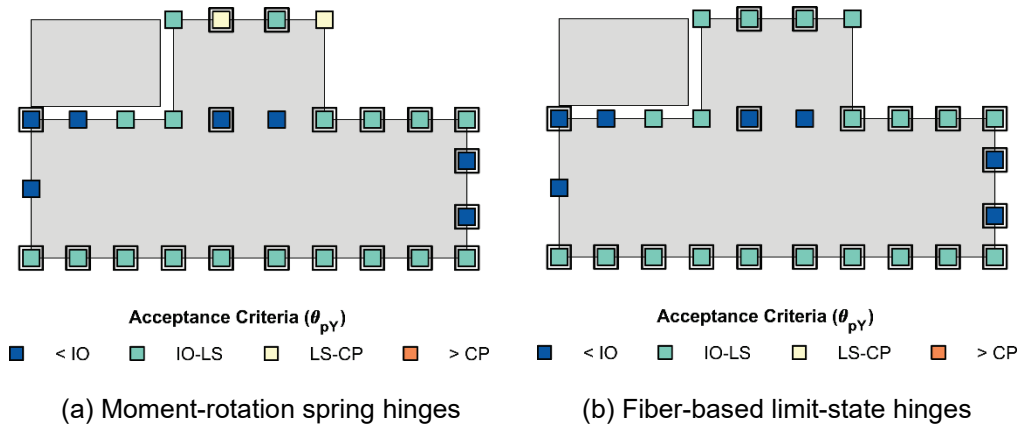 Acceptance Criteria (θpY)
< IO IO-LS LS-CP > CP
(a) Moment-rotation spring hinges
Acceptance Criteria (θpY)
< IO IO-LS LS-CP > CP
(b) Fiber-based limit-state hinges